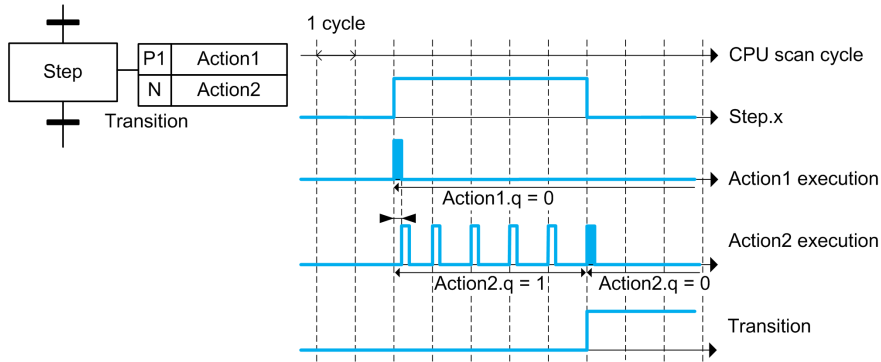 1 cycle
P1 Action1
Step
N Action2
Transition
CPU scan cycle
Step.x
Action1 execution
Action1.q = 0
Action2 execution
Action2.q = 1 Action2.q = 0
Transition